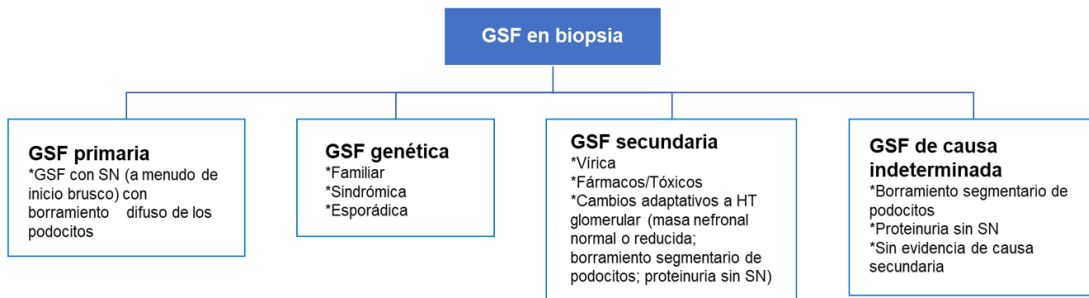 GSF en biopsia
GSF primaria
*GSF con SN (a menudo de
inicio brusco) con
borramiento difuso de los
podocitos
GSF genética
*Familiar
*Sindrómica
*Esporádica
GSF secundaria
*Vírica
*Fármacos/Tóxicos
*Cambios adaptativos a HT
glomerular (masa nefronal
normal o reducida;
borramiento segmentario de
podocitos; proteinuria sin SN)
GSF de causa
indeterminada
*Borramiento segmentario de
podocitos
*Proteinuria sin SN
*Sin evidencia de causa
secundaria